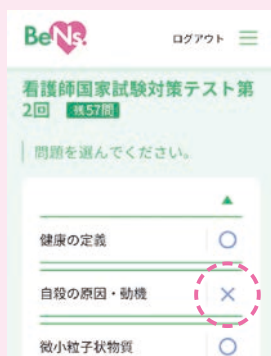 BeNs.
ログアウト
看護師国家試験対策テスト第
2回 残57問
問題を選んでください。
▲
健康の定義 ○
自殺の原因・動機 ×
微小粒子状物質 ○